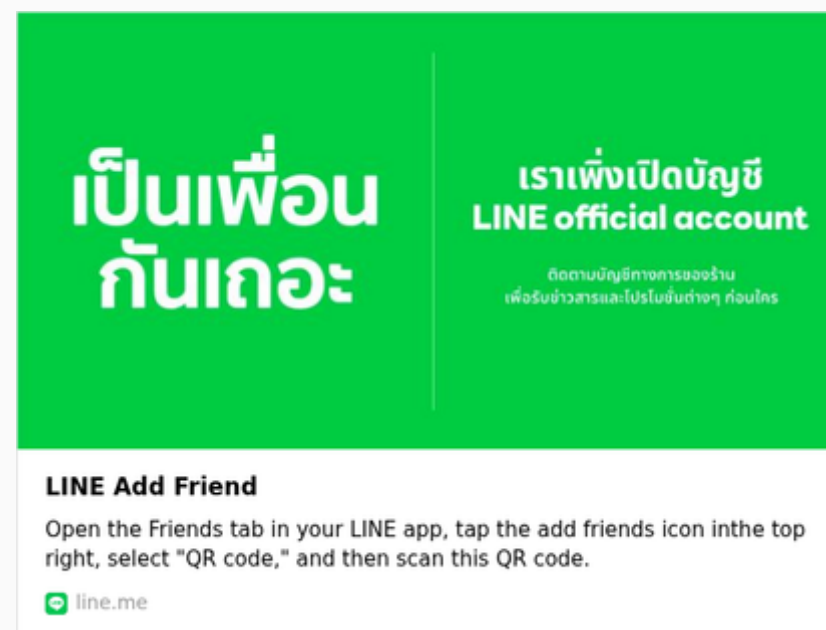 เป็นเพื่อน
กันเถอะ
เราเพิ่งเปิดบัญชี
LINE official account
ติดตามบัญชีทางการของร้าน
เพื่อรับข่าวสารและโปรโมชั่นต่างๆ ก่อนใคร
LINE Add Friend
Open the Friends tab in your LINE app, tap the add friends icon inthe top
right, select "QR code," and then scan this QR code.
line.me